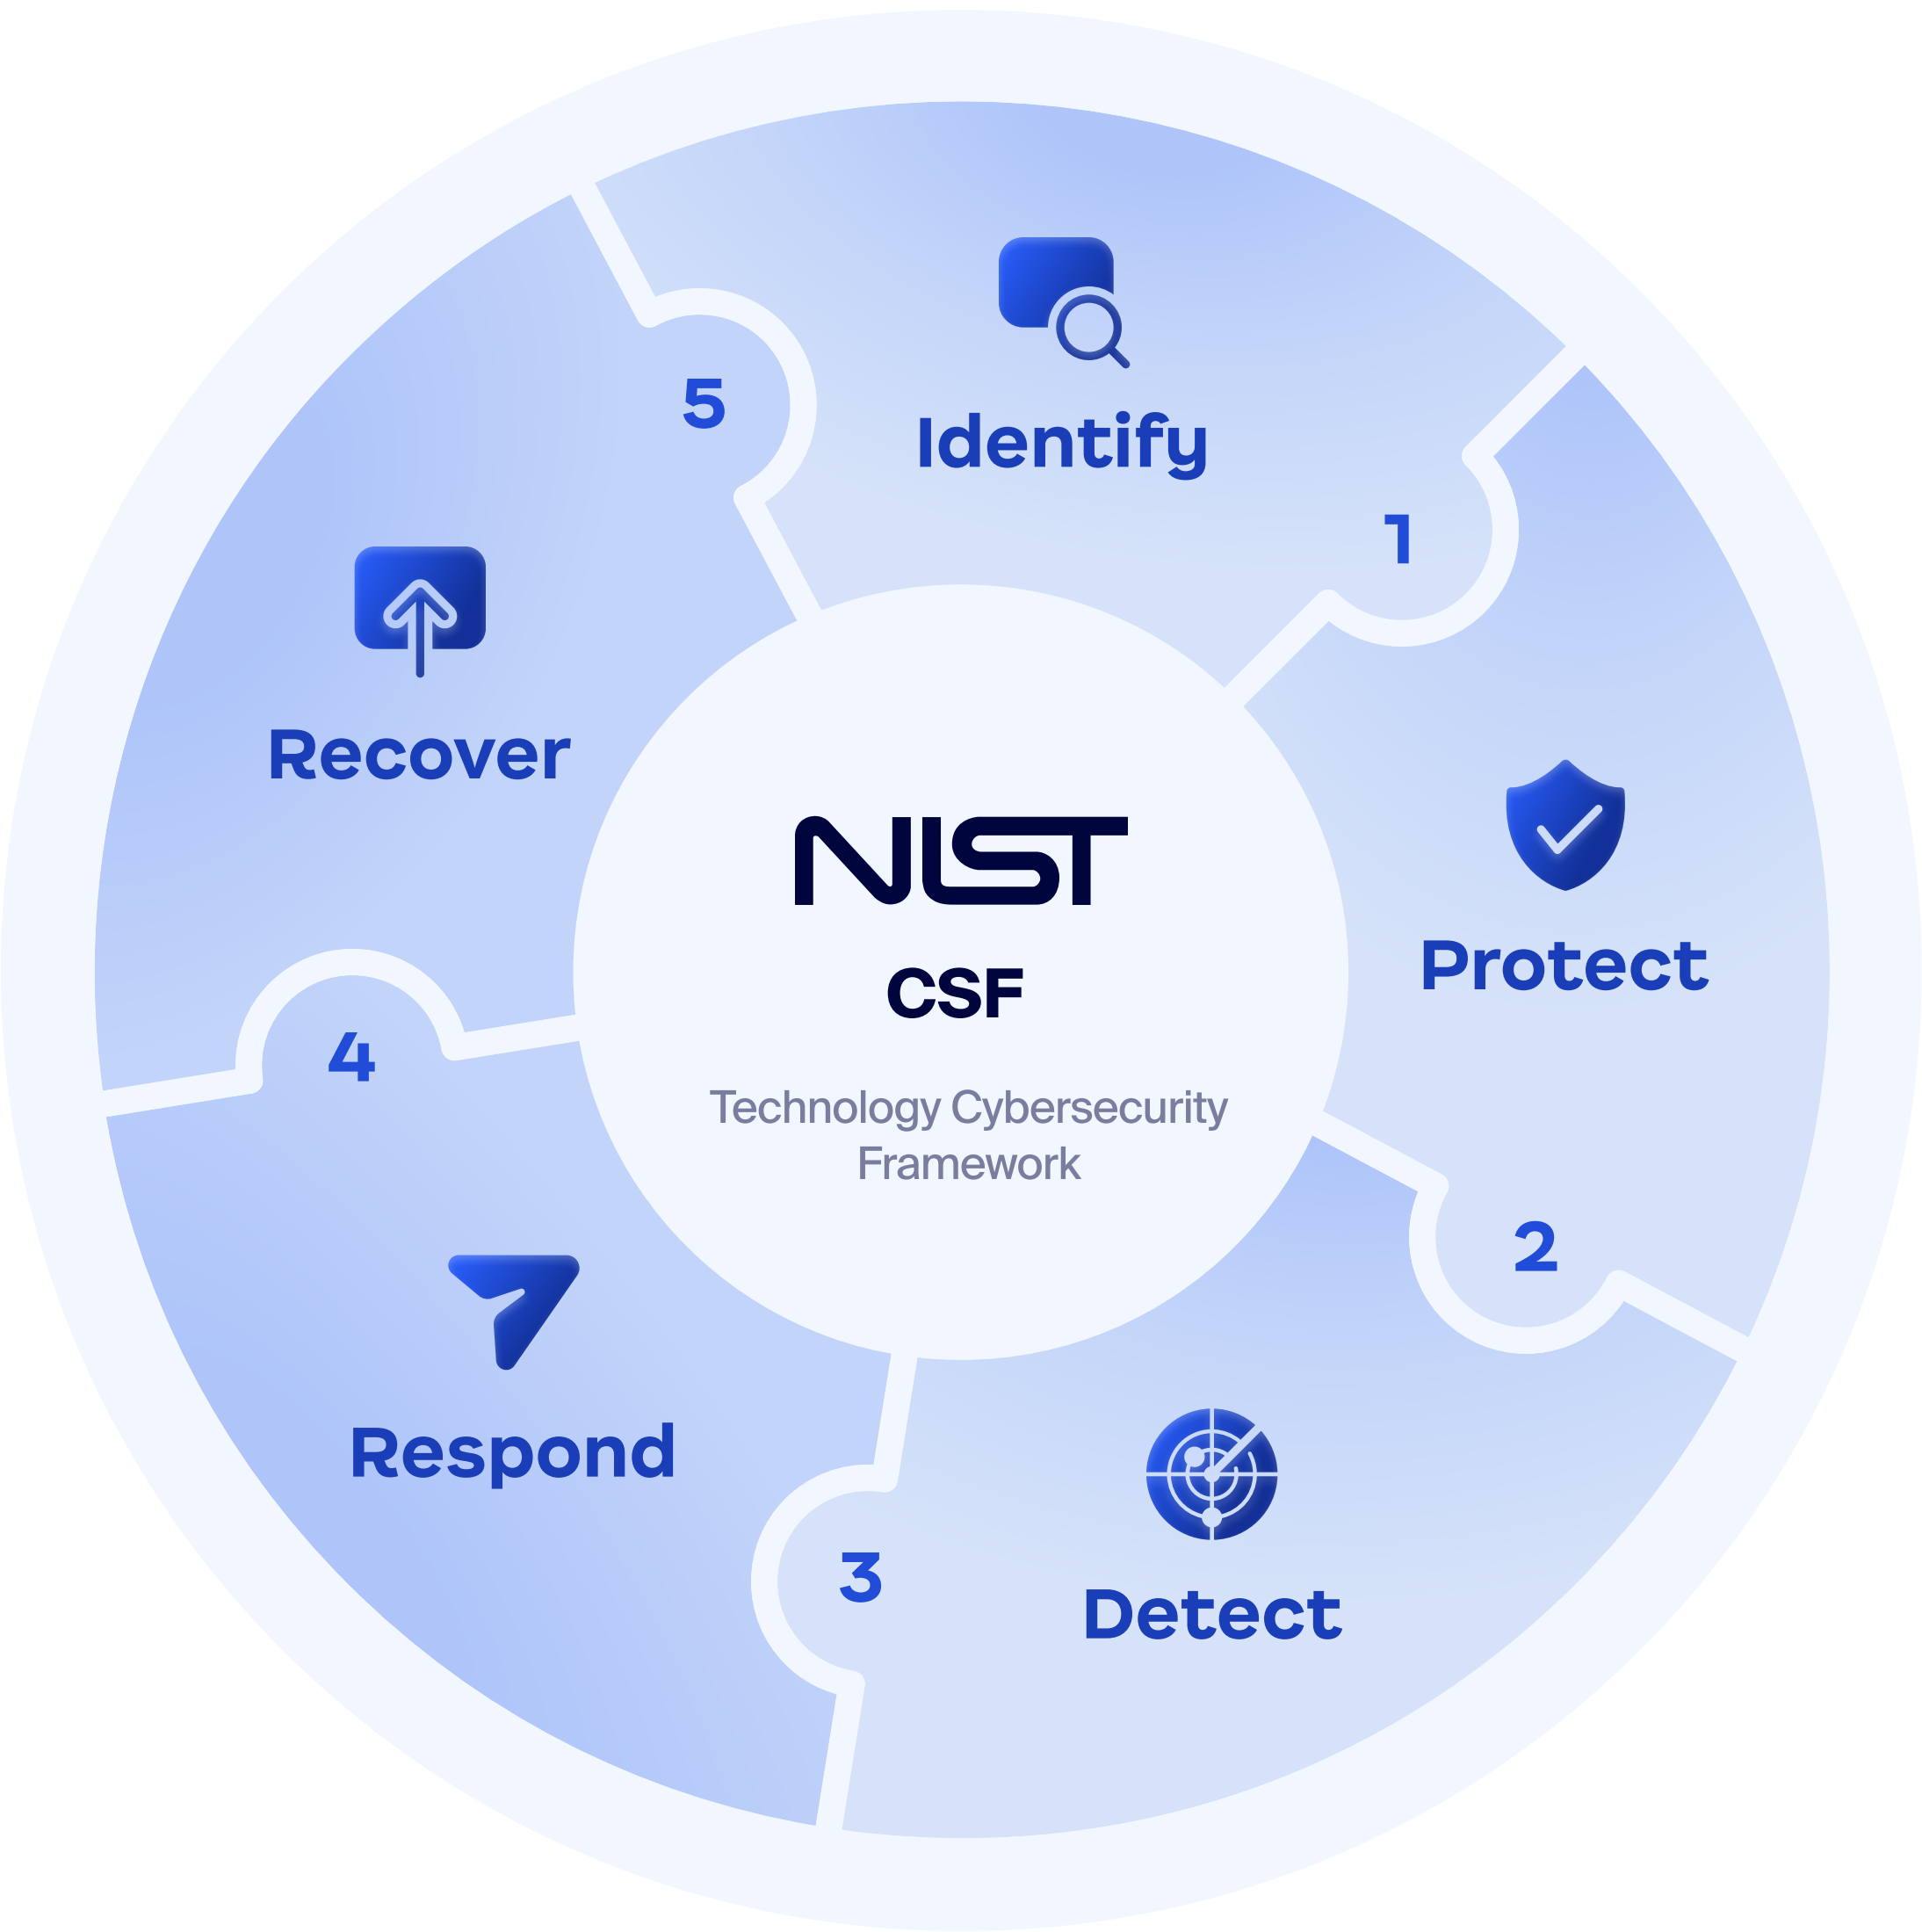 Identify
1
Protect
2
Detect
3
Respond
4
Recover
5
NIST
CSF
Technology Cybersecurity
Framework